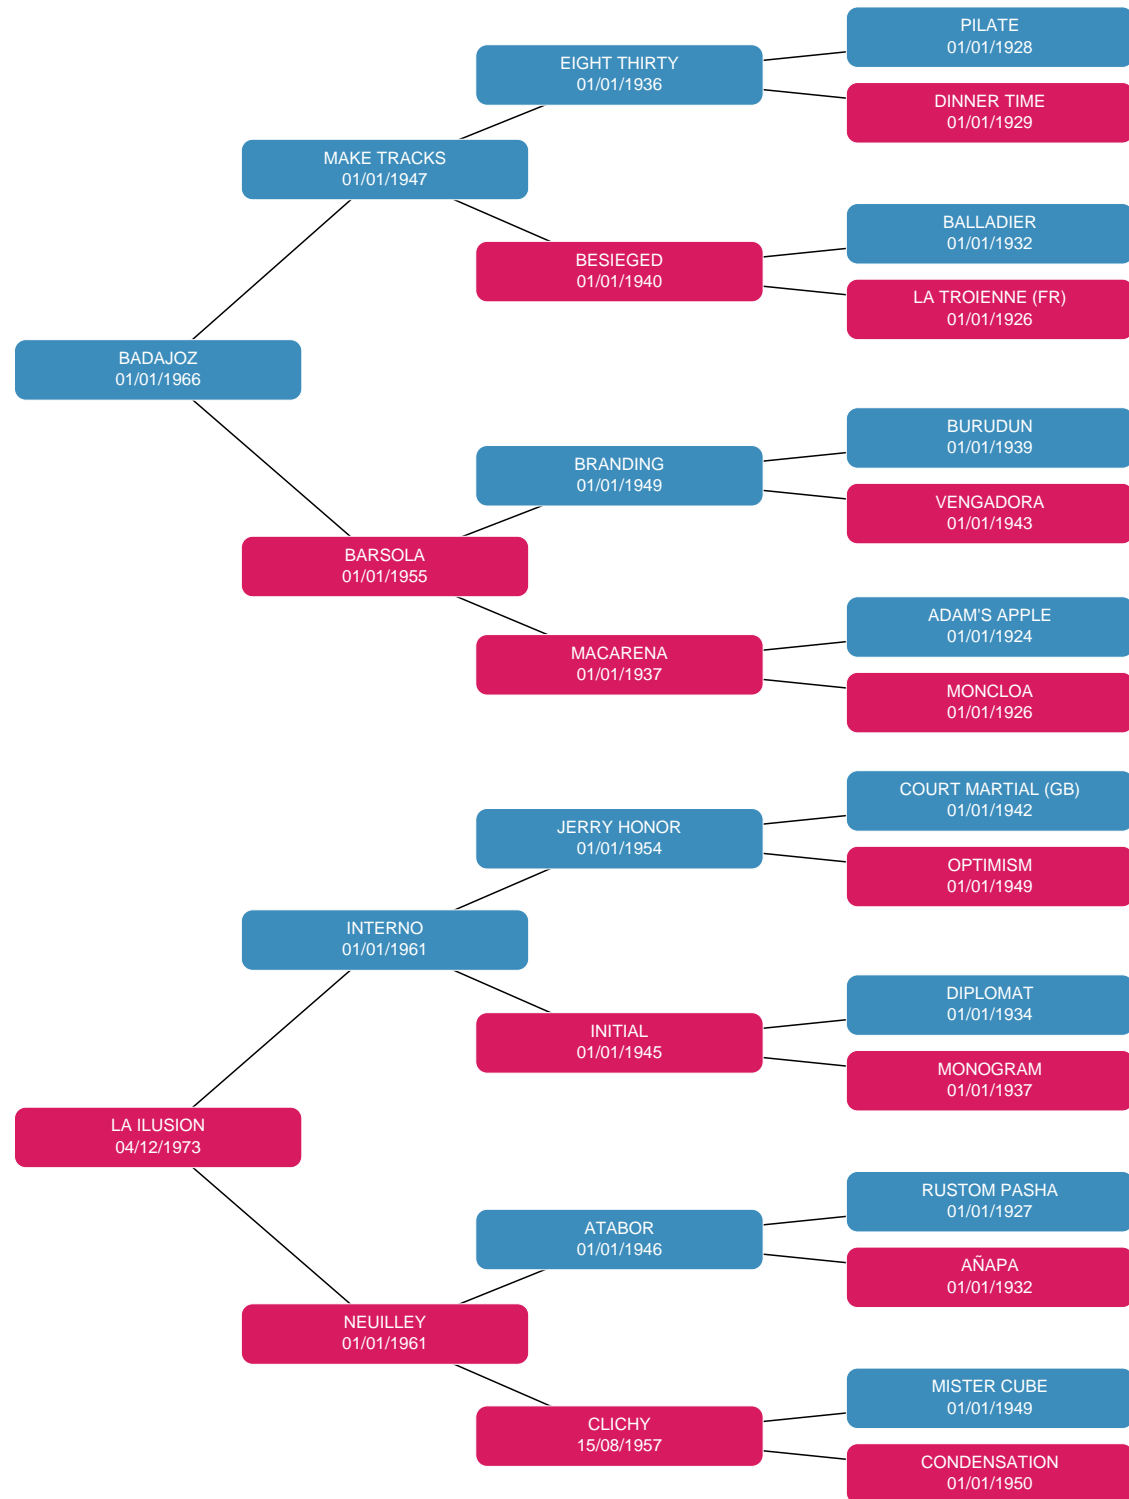 PILATE
01/01/1928
EIGHT THIRTY
01/01/1936
DINNER TIME
01/01/1929
MAKE TRACKS
01/01/1947
BALLADIER
01/01/1932
BESIEGED
01/01/1940
LA TROIENNE (FR)
01/01/1926
BADAJOZ
01/01/1966
BURUDUN
01/01/1939
BRANDING
01/01/1949
VENGADORA
01/01/1943
BARSOLA
01/01/1955
ADAM'S APPLE
01/01/1924
MACARENA
01/01/1937
MONCLOA
01/01/1926
COURT MARTIAL (GB)
01/01/1942
JERRY HONOR
01/01/1954
OPTIMISM
01/01/1949
INTERNO
01/01/1961
DIPLOMAT
01/01/1934
INITIAL
01/01/1945
MONOGRAM
01/01/1937
LA ILUSION
04/12/1973
RUSTOM PASHA
01/01/1927
ATABOR
01/01/1946
AÑAPA
01/01/1932
NEUILLEY
01/01/1961
MISTER CUBE
01/01/1949
CLICHY
15/08/1957
CONDENSATION
01/01/1950